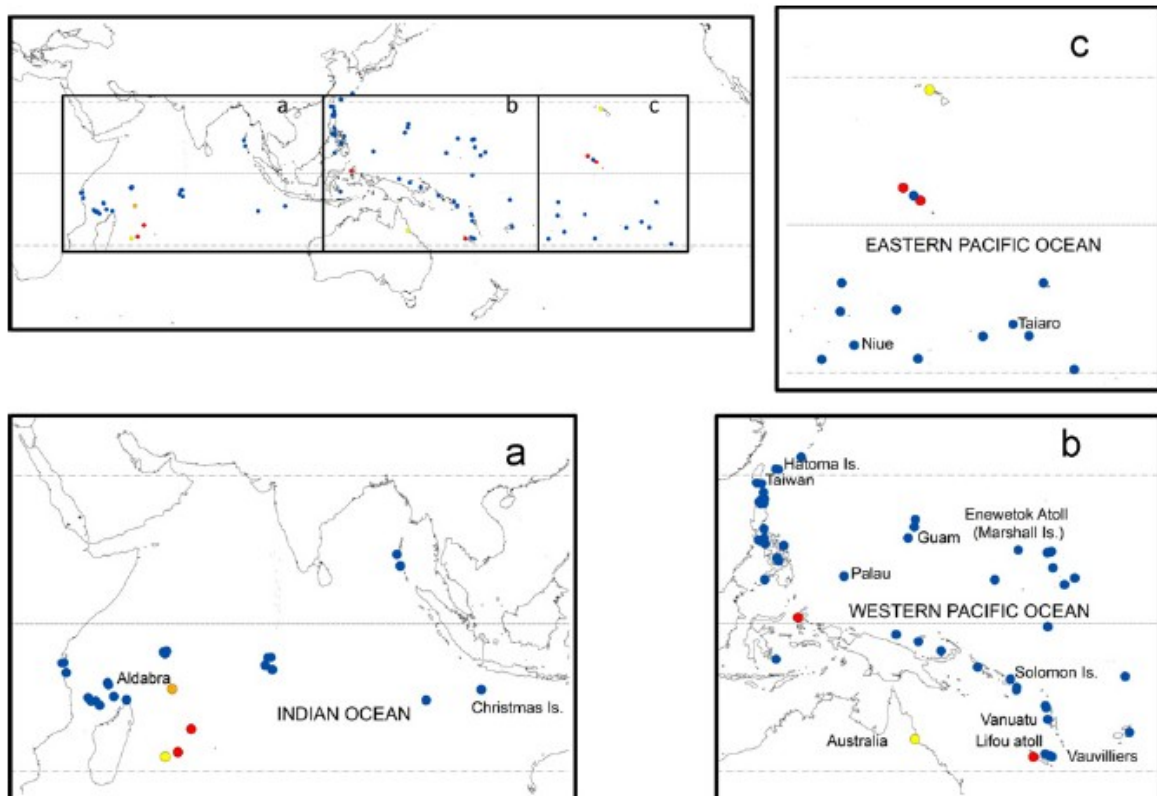 a
b
c
c
EASTERN PACIFIC OCEAN
Taiaro
Niue
a
Aldabra
INDIAN OCEAN
Christmas Is.
b
Hatoma Is.
Taiwan
Enewetok Atoll
(Marshall Is.)
Guam
Palau
WESTERN PACIFIC OCEAN
Solomon Is.
Vanuatu
Australia
Lifou atoll
Vauvilliers